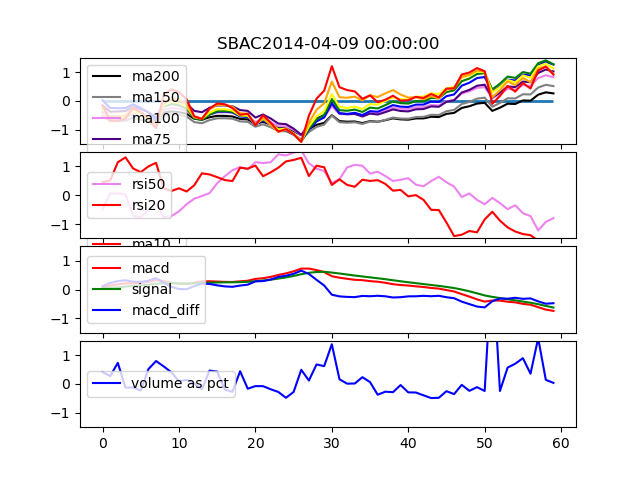 SBAC2014-04-09 00:00:00
1
0
−1
ma200
ma150
ma100
ma75
1
0
−1
rsi50
rsi20
ma10
1
0
−1
macd
signal
macd_diff
1
0
−1
volume as pct
0 10 20 30 40 50 60